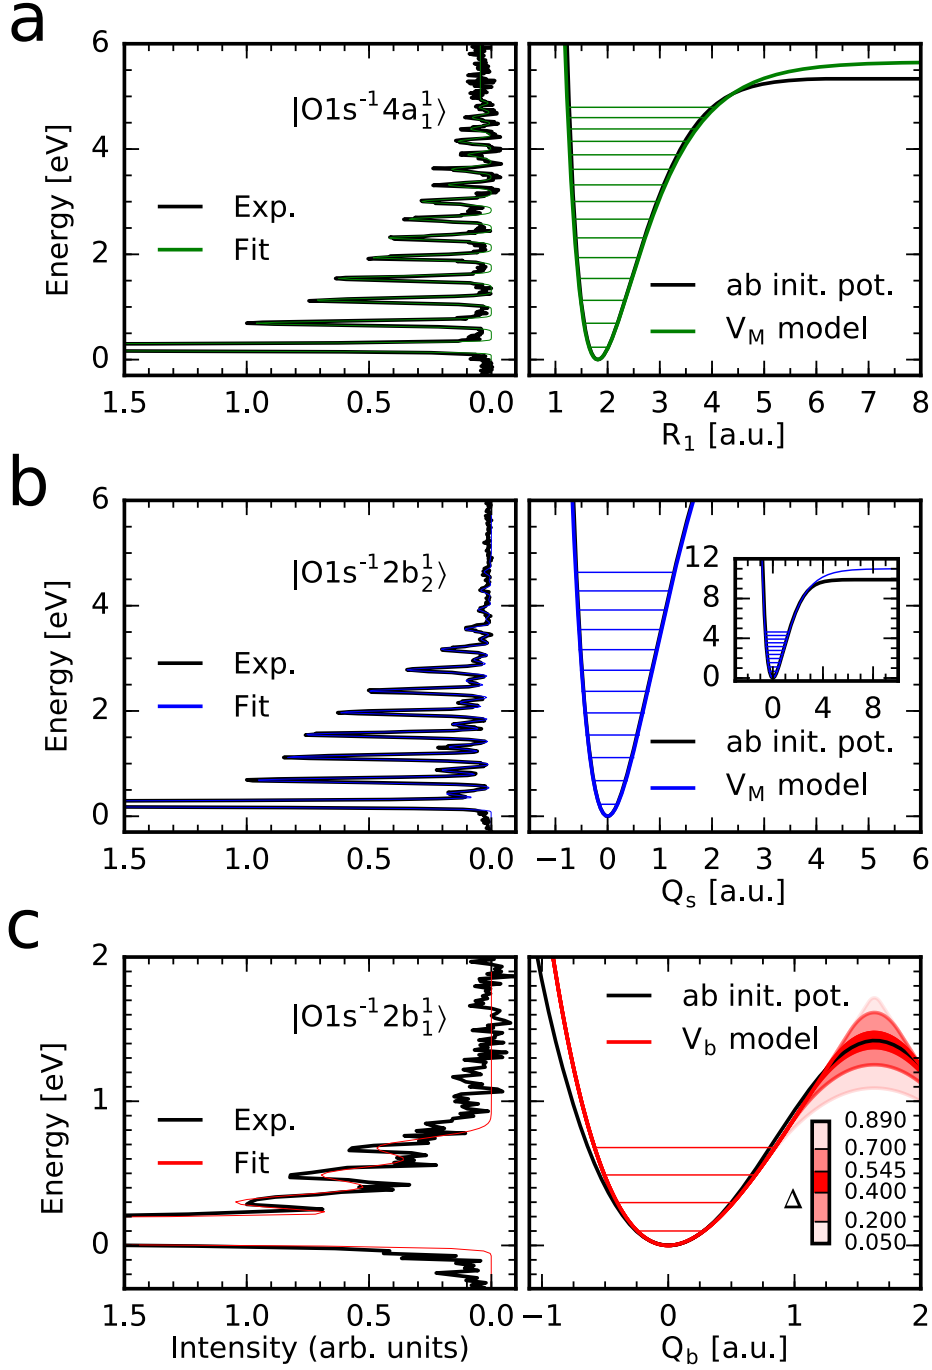 a
6
4
2
0
Energy [eV]
|O1s⁻¹4a₁¹⟩
Exp.
Fit
1.5 1.0 0.5 0.0
ab init. pot.
V_M model
1 2 3 4 5 6 7 8
R₁ [a.u.]
b
6
4
2
0
Energy [eV]
|O1s⁻¹2b₂¹⟩
Exp.
Fit
1.5 1.0 0.5 0.0
12
8
4
0
0 4 8
ab init. pot.
V_M model
−1 0 1 2 3 4 5 6
Q_s [a.u.]
c
2
1
0
Energy [eV]
|O1s⁻¹2b₁¹⟩
Exp.
Fit
1.5 1.0 0.5 0.0
Intensity (arb. units)
ab init. pot.
V_b model
Δ
0.890
0.700
0.545
0.400
0.200
0.050
−1 0 1 2
Q_b [a.u.]